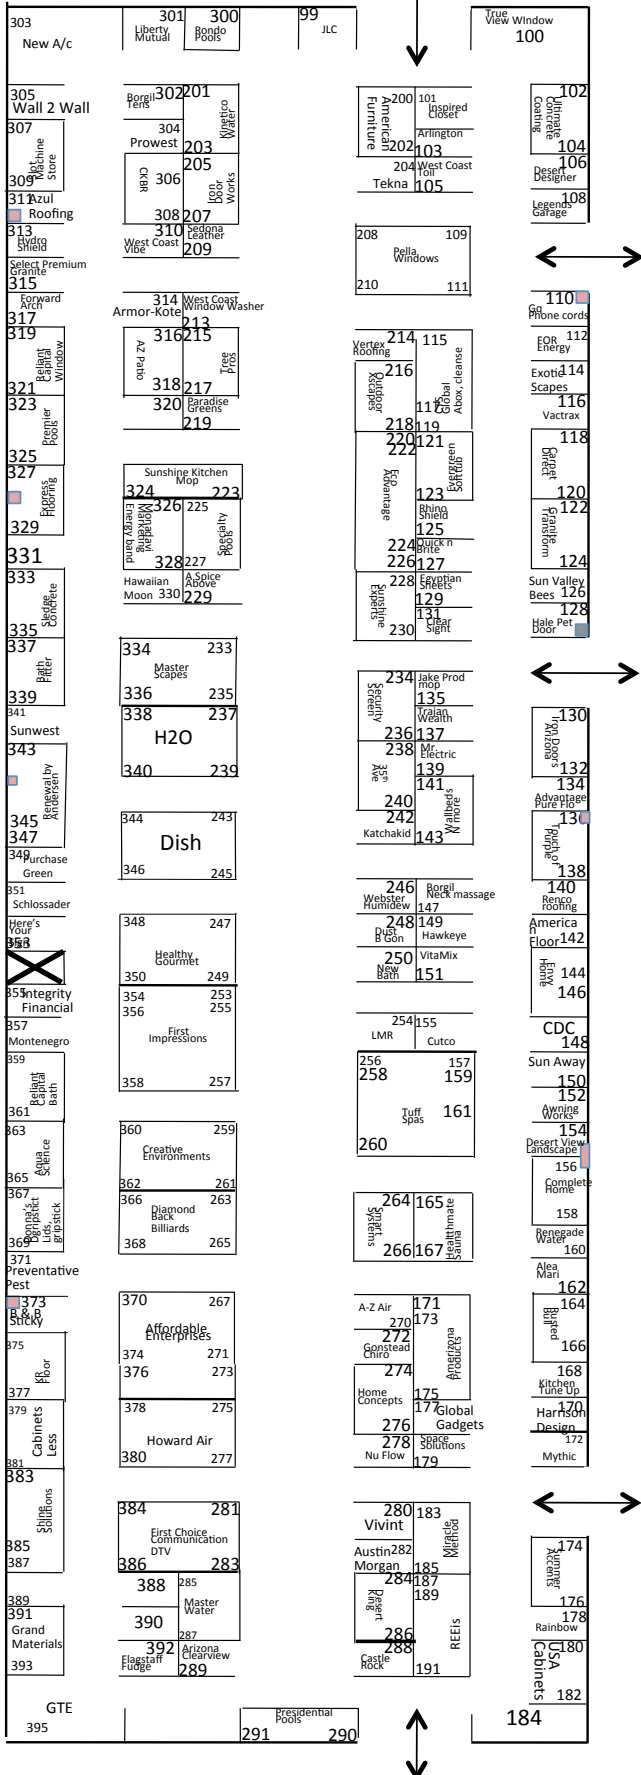 303
New A/c
301
Liberty
Mutual
300
Rondo
Pools
99
JLC
True
View WIndow
100
305
Wall 2 Wall
307
Slot
Machine
Store
309
311 Azul
Roofing
313
Hydro
Shield
Select Premium
Granite
315
Forward
Arch
317
319
Reliant
Capital
Window
321
323
Premier
Pools
325
327
Express
Flooring
329
331
333
Sledge
Concrete
335
337
Bath
Fitter
339
341
Sunwest
343
Renewal by
Andersen
345
347
349
Purchase
Green
351
Schlossader
Here's
Your
353
355
Integrity
Financial
357
Montenegro
359
Reliant
Capital
Bath
361
363
Aqua
Science
365
367
Donna's
Dgripstick
Lids,
gripstick
369
371
Preventative
Pest
373
B & B
Sticky
375
KR
Floor
377
379
Cabinets
Less
381
383
Shine
Solutions
385
387
389
391
Grand
Materials
393
GTE
395
Borgil
Tens
302
304
Prowest
CKBR
306
308
310
West Coast
Vibe
201
Kinetico
Water
203
205
Iron
Door
Works
207
Sedona
Leather
209
314
Armor-Kote
West Coast
Window Washer
213
316
AZ Patio
318
320
215
Tree
Pros
217
Paradise
Greens
219
Sunshine Kitchen
Mop
324
223
326
Monadavi
Marketing
Energy band
328
Hawaiian
Moon 330
225
Specialty
Pools
227
A Spice
Above
229
334
233
Master
Scapes
336
235
338
237
H2O
340
239
344
243
Dish
346
245
348
247
Healthy
Gourmet
350
249
354
253
356
255
First
Impressions
358
257
360
259
Creative
Environments
362
261
366
263
Diamond
Back
Billiards
368
265
370
267
Affordable
Enterprises
374
271
376
273
378
275
Howard Air
380
277
384
281
First Choice
Communication
DTV
386
283
388
390
392
Flagstaff
Fudge
285
Master
Water
287
Arizona
Clearview
289
291
Presidential
Pools
290
American
Furniture
200
202
204
Tekna
101
Inspired
Closet
Arlington
103
West Coast
Toll
105
208
109
Pella
Windows
210
111
214
Vertex
Roofing
216
Outdoor
Xscapes
218
115
Global
Abox, cleanse
117
119
220
222
Eco
Advantage
224
226
121
Evergreen
Softtub
123
Rhino
Shield
125
Quick n
Brite
127
228
Sunshine
Experts
230
Egyptian
Sheets
129
131
Clear
Sight
234
Security
Screen
236
238
35th
Ave
240
242
Katchakid
Jake Prod
mop
135
Trajan
Wealth
137
Mr.
Electric
139
141
Wallbeds
N more
143
246
Webster
Humidew
248
Dust
B Gon
250
New
Bath
Borgil
Neck massage
147
149
Hawkeye
VitaMix
151
254
LMR
155
Cutco
256
258
157
159
Tuff
Spas
161
260
264
Smart
Systems
266
165
Healthmate
Sauna
167
A-Z Air
270
272
Gonstead
Chiro
274
Home
Concepts
276
278
Nu Flow
171
173
Amerizona
Products
175
177
Global
Gadgets
Space
Solutions
179
280
Vivint
Austin 282
Morgan
284
Desert
King
286
288
Castle
Rock
183
Miracle
Method
185
187
189
REEIs
191
102
Ultimate
Concrete
Coating
104
106
Desert
Designer
108
Legends
Garage
110
Gq
Phone cords
112
EOR
Energy
114
Exotic
Scapes
116
Vactrax
118
Carpet
Direct
120
122
Granite
Transform
124
Sun Valley
Bees 126
128
Hale Pet
Door
130
Iron Doors
Arizona
132
134
Advantage
Pure Flo
Touch of
Purple
138
140
Renco
roofing
America
n
Floor 142
Envy
Home
144
146
CDC
148
Sun Away
150
152
Awning
Works
154
Desert View
Landscape
156
Complete
Home
158
Renegade
Water
160
Alea
Mari
162
164
Rusted
Bull
166
168
Kitchen
Tune Up
170
Harrison
Design
172
Mythic
174
Summer
Accents
176
178
Rainbow
180
USA
Cabinets
182
184